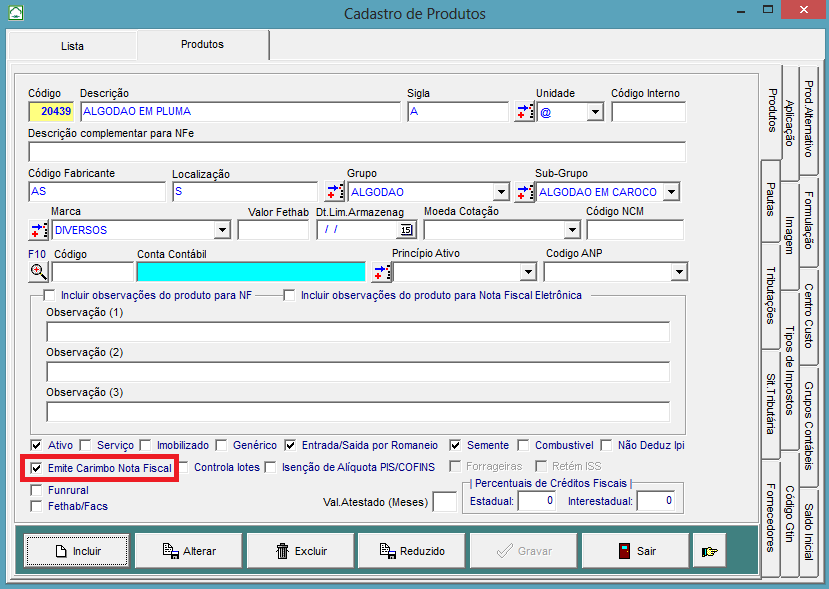 Cadastro de Produtos
Lista Produtos
Código Descrição Sigla Unidade Código Interno
20439 ALGODAO EM PLUMA A @
Descrição complementar para NFe
Código Fabricante Localização Grupo Sub-Grupo
AS S ALGODAO ALGODAO EM CAROCO
Marca Valor Fethab Dt.Lim.Armazenag Moeda Cotação Código NCM
DIVERSOS / / 15
F10 Código Conta Contábil Princípio Ativo Codigo ANP
Incluir observações do produto para NF Incluir observações do produto para Nota Fiscal Eletrônica
Observação (1)
Observação (2)
Observação (3)
Ativo Serviço Imobilizado Genérico Entrada/Saida por Romaneio Semente Combustivel Não Deduz Ipi
Emite Carimbo Nota Fiscal Controla lotes Isenção de Alíquota PIS/COFINS Forrageiras Retém ISS
Funrural
Fethab/Facs
Val.Atestado (Meses)
Percentuais de Créditos Fiscais
Estadual: 0 Interestadual: 0
Incluir Alterar Excluir Reduzido Gravar Sair
Produtos
Pautas
Tributações
Sit.Tributária
Fornecedores
Aplicação
Imagem
Tipos de Impostos
Código Gtin
Prod.Alternativo
Formulação
Centro Custo
Grupos Contábeis
Saldo Inicial